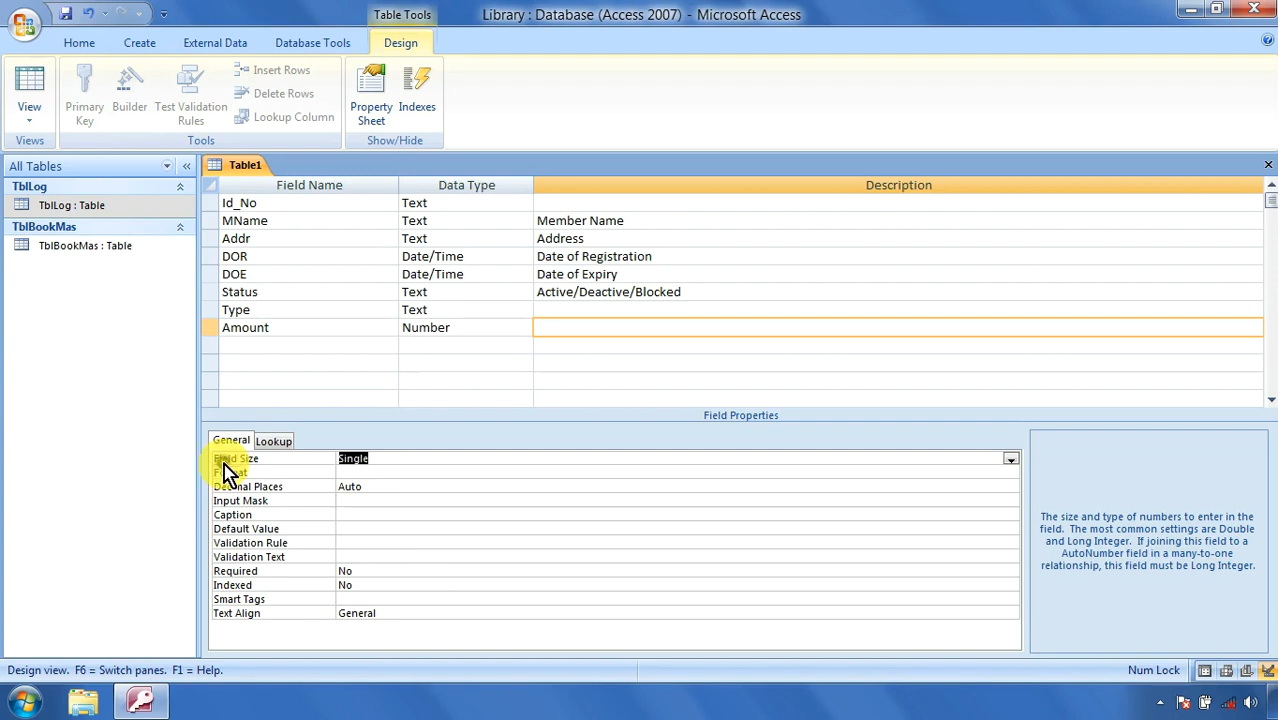 Table Tools
Library : Database (Access 2007) - Microsoft Access
Home
Create
External Data
Database Tools
Design
View
Primary Key
Builder
Test Validation Rules
Insert Rows
Delete Rows
Lookup Column
Property Sheet
Indexes
Views
Tools
Show/Hide
All Tables
Table1
TblLog
TblLog : Table
TblBookMas
TblBookMas : Table
Field Name Data Type Description
Id_No Text
MName Text Member Name
Addr Text Address
DOR Date/Time Date of Registration
DOE Date/Time Date of Expiry
Status Text Active/Deactive/Blocked
Type Text
Amount Number
Field Properties
General Lookup
Field Size Single
Format
Decimal Places Auto
Input Mask
Caption
Default Value
Validation Rule
Validation Text
Required No
Indexed No
Smart Tags
Text Align General
The size and type of numbers to enter in the
field. The most common settings are Double
and Long Integer. If joining this field to a
AutoNumber field in a many-to-one
relationship, this field must be Long Integer.
Design view. F6 = Switch panes. F1 = Help.
Num Lock